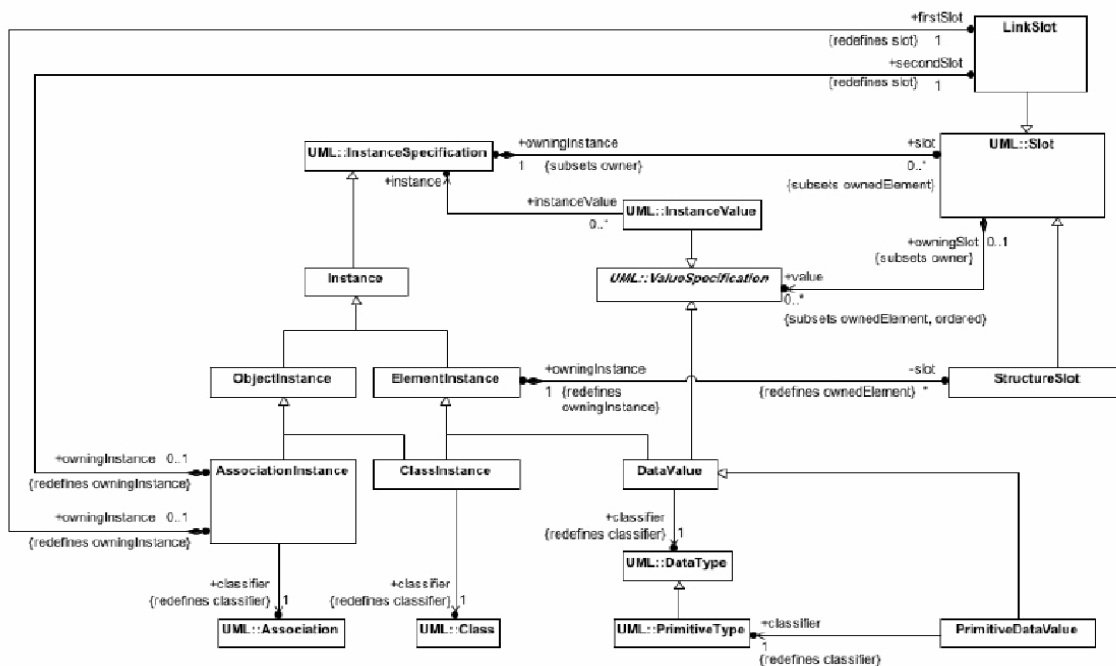 +firstSlot
{redefines slot} 1
LinkSlot
+secondSlot
{redefines slot} 1
UML::InstanceSpecification
+owningInstance
1 {subsets owner}
+slot
0..*
{subsets ownedElement}
UML::Slot
+instance
+instanceValue
0..*
UML::InstanceValue
+owningSlot 0..1
{subsets owner}
Instance
UML::ValueSpecification
+value
0..*
{subsets ownedElement, ordered}
ObjectInstance
ElementInstance
+owningInstance
1 {redefines
owningInstance}
-slot
{redefines ownedElement} *
StructureSlot
+owningInstance 0..1
{redefines owningInstance}
AssociationInstance
ClassInstance
DataValue
+owningInstance 0..1
{redefines owningInstance}
+classifier
{redefines classifier} 1
UML::DataType
+classifier
{redefines classifier} 1
+classifier
{redefines classifier} 1
UML::Association
UML::Class
UML::PrimitiveType
+classifier
1
{redefines classifier}
PrimitiveDataValue